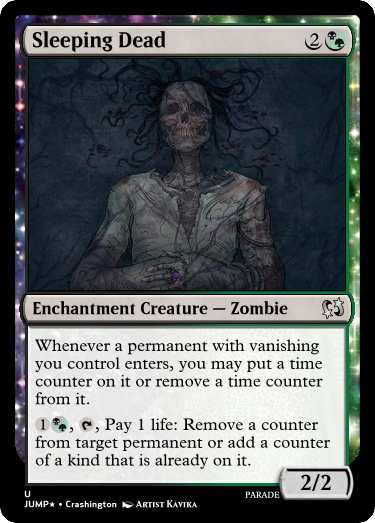 Sleeping Dead 2
Enchantment Creature — Zombie
Whenever a permanent with vanishing
you control enters, you may put a time
counter on it or remove a time counter
from it.
1, , Pay 1 life: Remove a counter
from target permanent or add a counter
of a kind that is already on it.
2/2
U
JUMP★ • Crashington Artist Kavika
PARADE